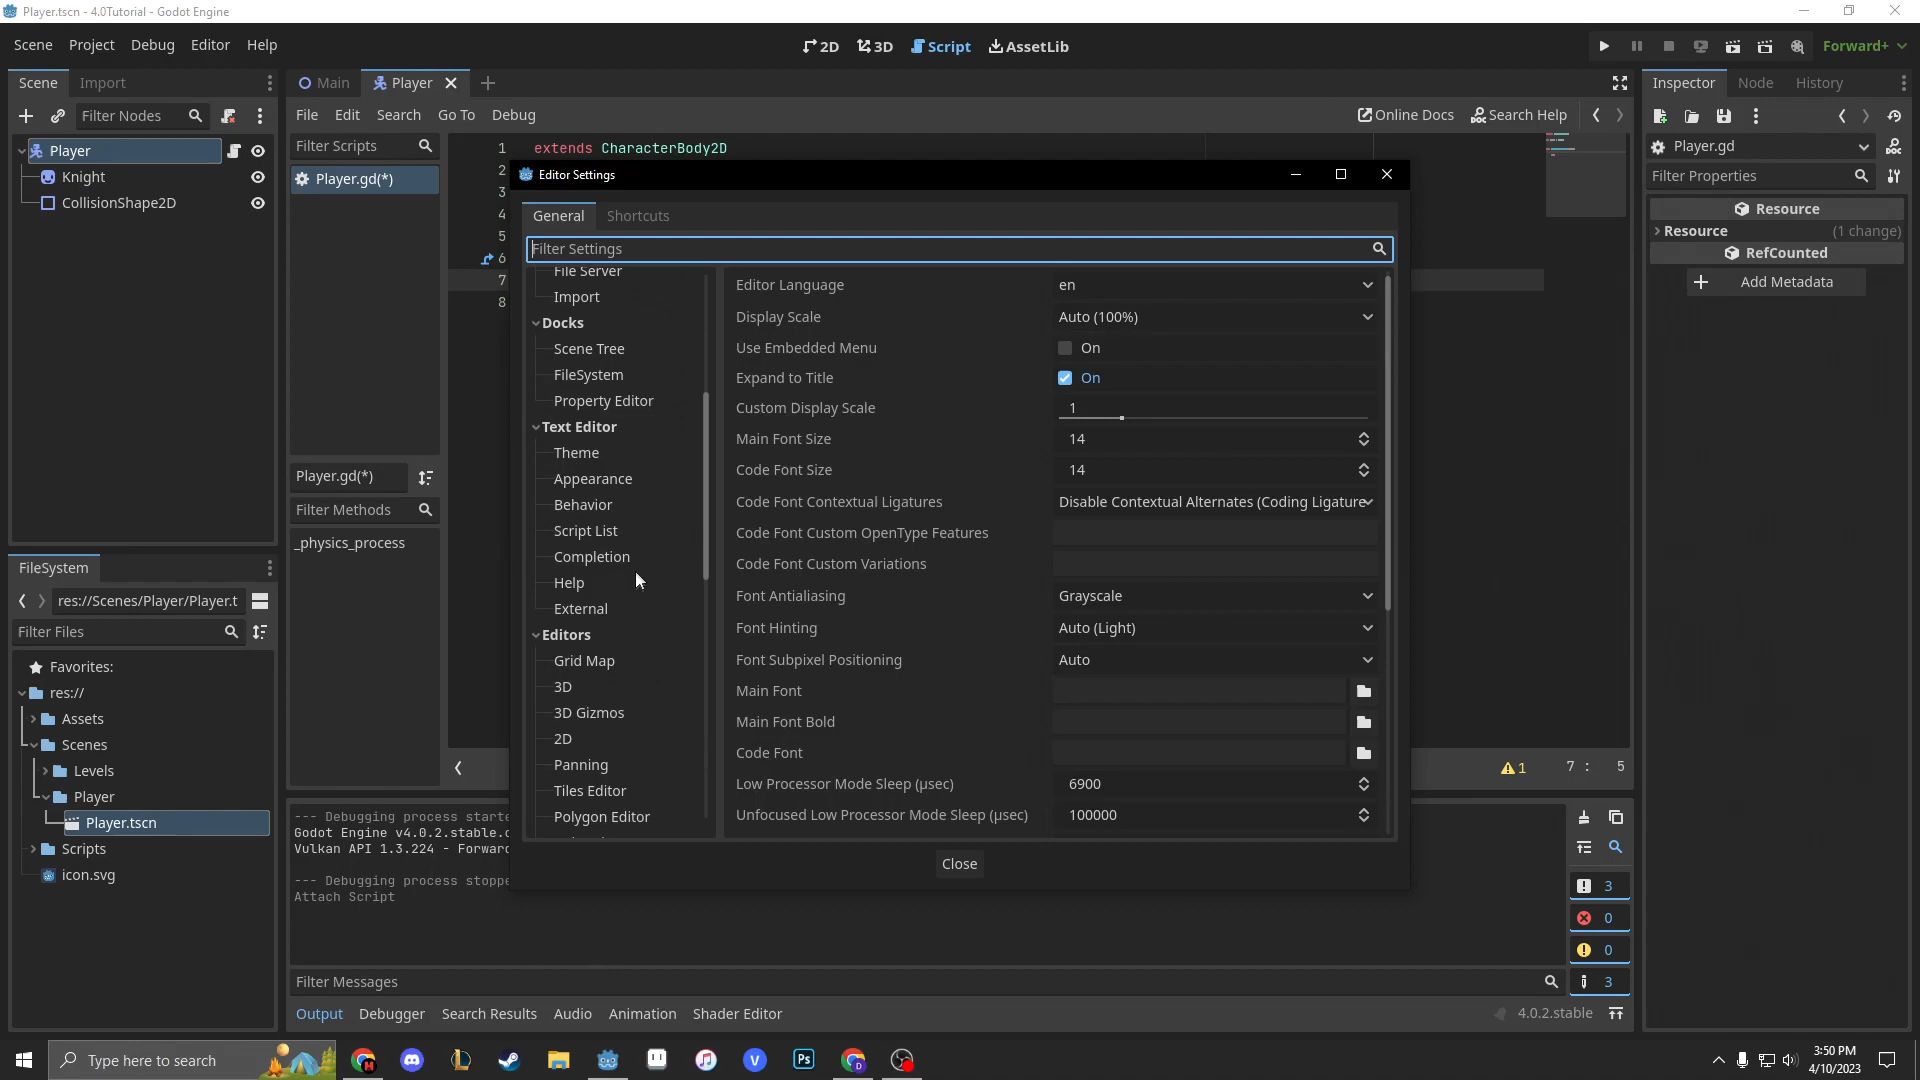 Player.tscn - 4.0Tutorial - Godot Engine
Scene Project Debug Editor Help
2D 3D Script AssetLib
Forward+
Scene Import
Main Player
Inspector Node History
Filter Nodes
File Edit Search Go To Debug
Online Docs Search Help
Player
Knight
CollisionShape2D
Filter Scripts
Player.gd(*)
1 extends CharacterBody2D
2
3
4
5
6
7
8
Player.gd
Filter Properties
Resource
Resource (1 change)
RefCounted
Add Metadata
Editor Settings
General Shortcuts
Filter Settings
File Server
Import
Docks
Scene Tree
FileSystem
Property Editor
Text Editor
Theme
Appearance
Behavior
Script List
Completion
Help
External
Editors
Grid Map
3D
3D Gizmos
2D
Panning
Tiles Editor
Polygon Editor
Editor Language en
Display Scale Auto (100%)
Use Embedded Menu On
Expand to Title On
Custom Display Scale 1
Main Font Size 14
Code Font Size 14
Code Font Contextual Ligatures Disable Contextual Alternates (Coding Ligature
Code Font Custom OpenType Features
Code Font Custom Variations
Font Antialiasing Grayscale
Font Hinting Auto (Light)
Font Subpixel Positioning Auto
Main Font
Main Font Bold
Code Font
Low Processor Mode Sleep (µsec) 6900
Unfocused Low Processor Mode Sleep (µsec) 100000
Close
Player.gd(*)
Filter Methods
_physics_process
1 7 : 5
FileSystem
res://Scenes/Player/Player.t
Filter Files
Favorites:
res://
Assets
Scenes
Levels
Player
Player.tscn
Scripts
icon.svg
--- Debugging process starte
Godot Engine v4.0.2.stable.o
Vulkan API 1.3.224 - Forward
--- Debugging process stoppe
Attach Script
3
0
0
3
Filter Messages
Output Debugger Search Results Audio Animation Shader Editor
4.0.2.stable
Type here to search
3:50 PM
4/10/2023